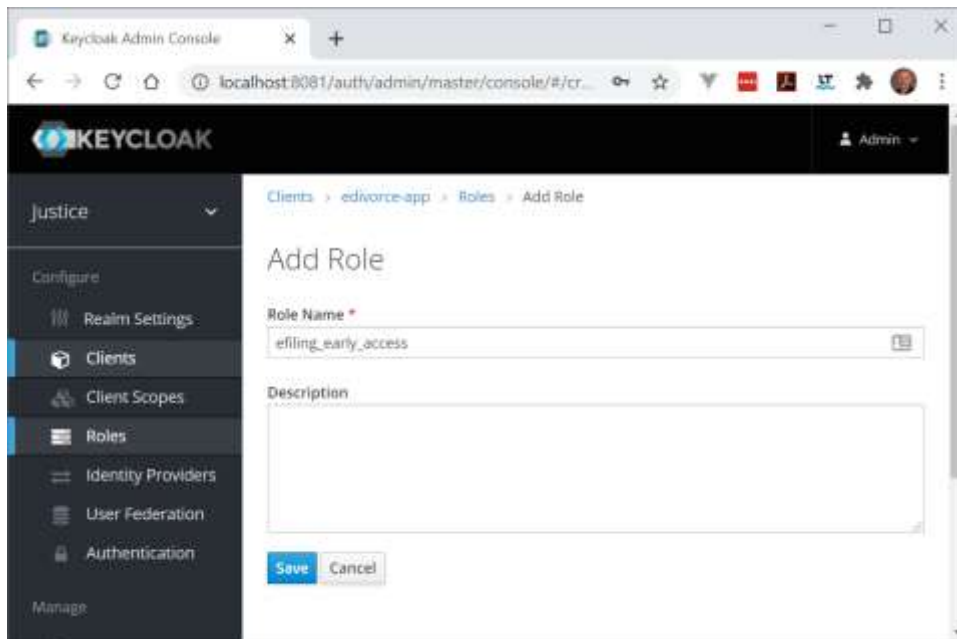 Keycloak Admin Console
localhost:8081/auth/admin/master/console/#/cr...
KEYCLOAK
Admin
Justice
Clients > edivorce-app > Roles > Add Role
Add Role
Configure
Role Name *
Realm Settings
efiling_early_access
Clients
Description
Client Scopes
Roles
Identity Providers
User Federation
Authentication
Save Cancel
Manage